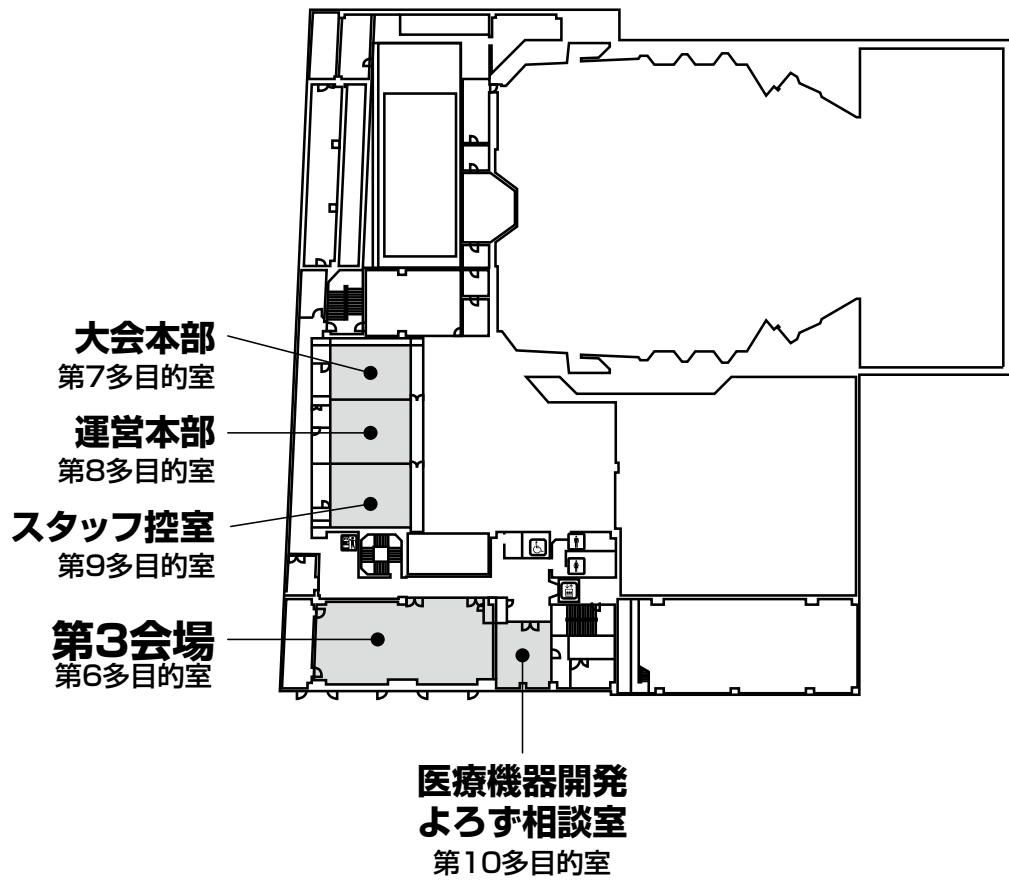 大会本部
第7多目的室
運営本部
第8多目的室
スタッフ控室
第9多目的室
第3会場
第6多目的室
医療機器開発
よろず相談室
第10多目的室